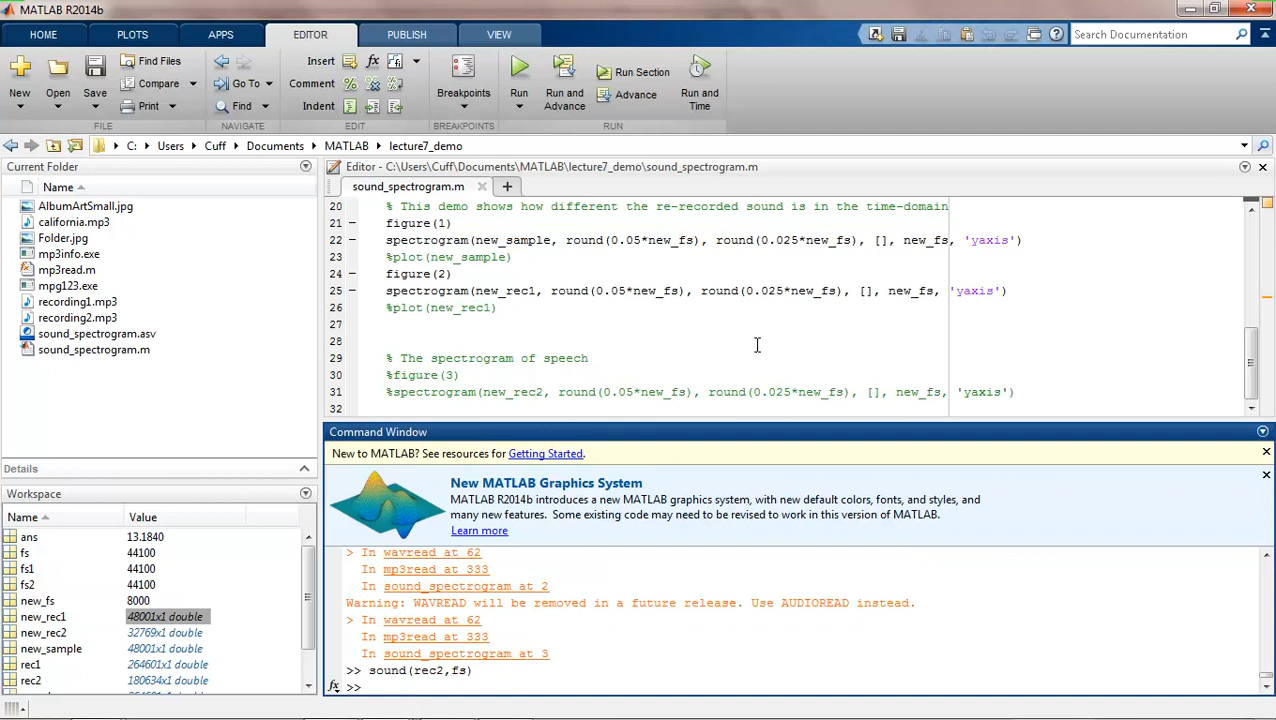 MATLAB R2014b
HOME PLOTS APPS EDITOR PUBLISH VIEW
Search Documentation
New Open Save Find Files Compare Print
Go To Find
Insert fx
Comment
Indent
Breakpoints
Run Run and Advance Run Section Advance Run and Time
FILE NAVIGATE EDIT BREAKPOINTS RUN
C: Users Cuff Documents MATLAB lecture7_demo
Current Folder
Name
AlbumArtSmall.jpg
california.mp3
Folder.jpg
mp3info.exe
mp3read.m
mpg123.exe
recording1.mp3
recording2.mp3
sound_spectrogram.asv
sound_spectrogram.m
Details
Workspace
Name Value
ans 13.1840
fs 44100
fs1 44100
fs2 44100
new_fs 8000
new_rec1 48001x1 double
new_rec2 32769x1 double
new_sample 48001x1 double
rec1 264601x1 double
rec2 180634x1 double
Editor - C:\Users\Cuff\Documents\MATLAB\lecture7_demo\sound_spectrogram.m
sound_spectrogram.m
20 % This demo shows how different the re-recorded sound is in the time-domain
21 figure(1)
22 spectrogram(new_sample, round(0.05*new_fs), round(0.025*new_fs), [], new_fs, 'yaxis')
23 %plot(new_sample)
24 figure(2)
25 spectrogram(new_rec1, round(0.05*new_fs), round(0.025*new_fs), [], new_fs, 'yaxis')
26 %plot(new_rec1)
27
28
29 % The spectrogram of speech
30 %figure(3)
31 %spectrogram(new_rec2, round(0.05*new_fs), round(0.025*new_fs), [], new_fs, 'yaxis')
32
Command Window
New to MATLAB? See resources for Getting Started.
New MATLAB Graphics System
MATLAB R2014b introduces a new MATLAB graphics system, with new default colors, fonts, and styles, and
many new features. Some existing code may need to be revised to work in this version of MATLAB.
Learn more
> In wavread at 62
In mp3read at 333
In sound_spectrogram at 2
Warning: WAVREAD will be removed in a future release. Use AUDIOREAD instead.
> In wavread at 62
In mp3read at 333
In sound_spectrogram at 3
>> sound(rec2,fs)
fx >>